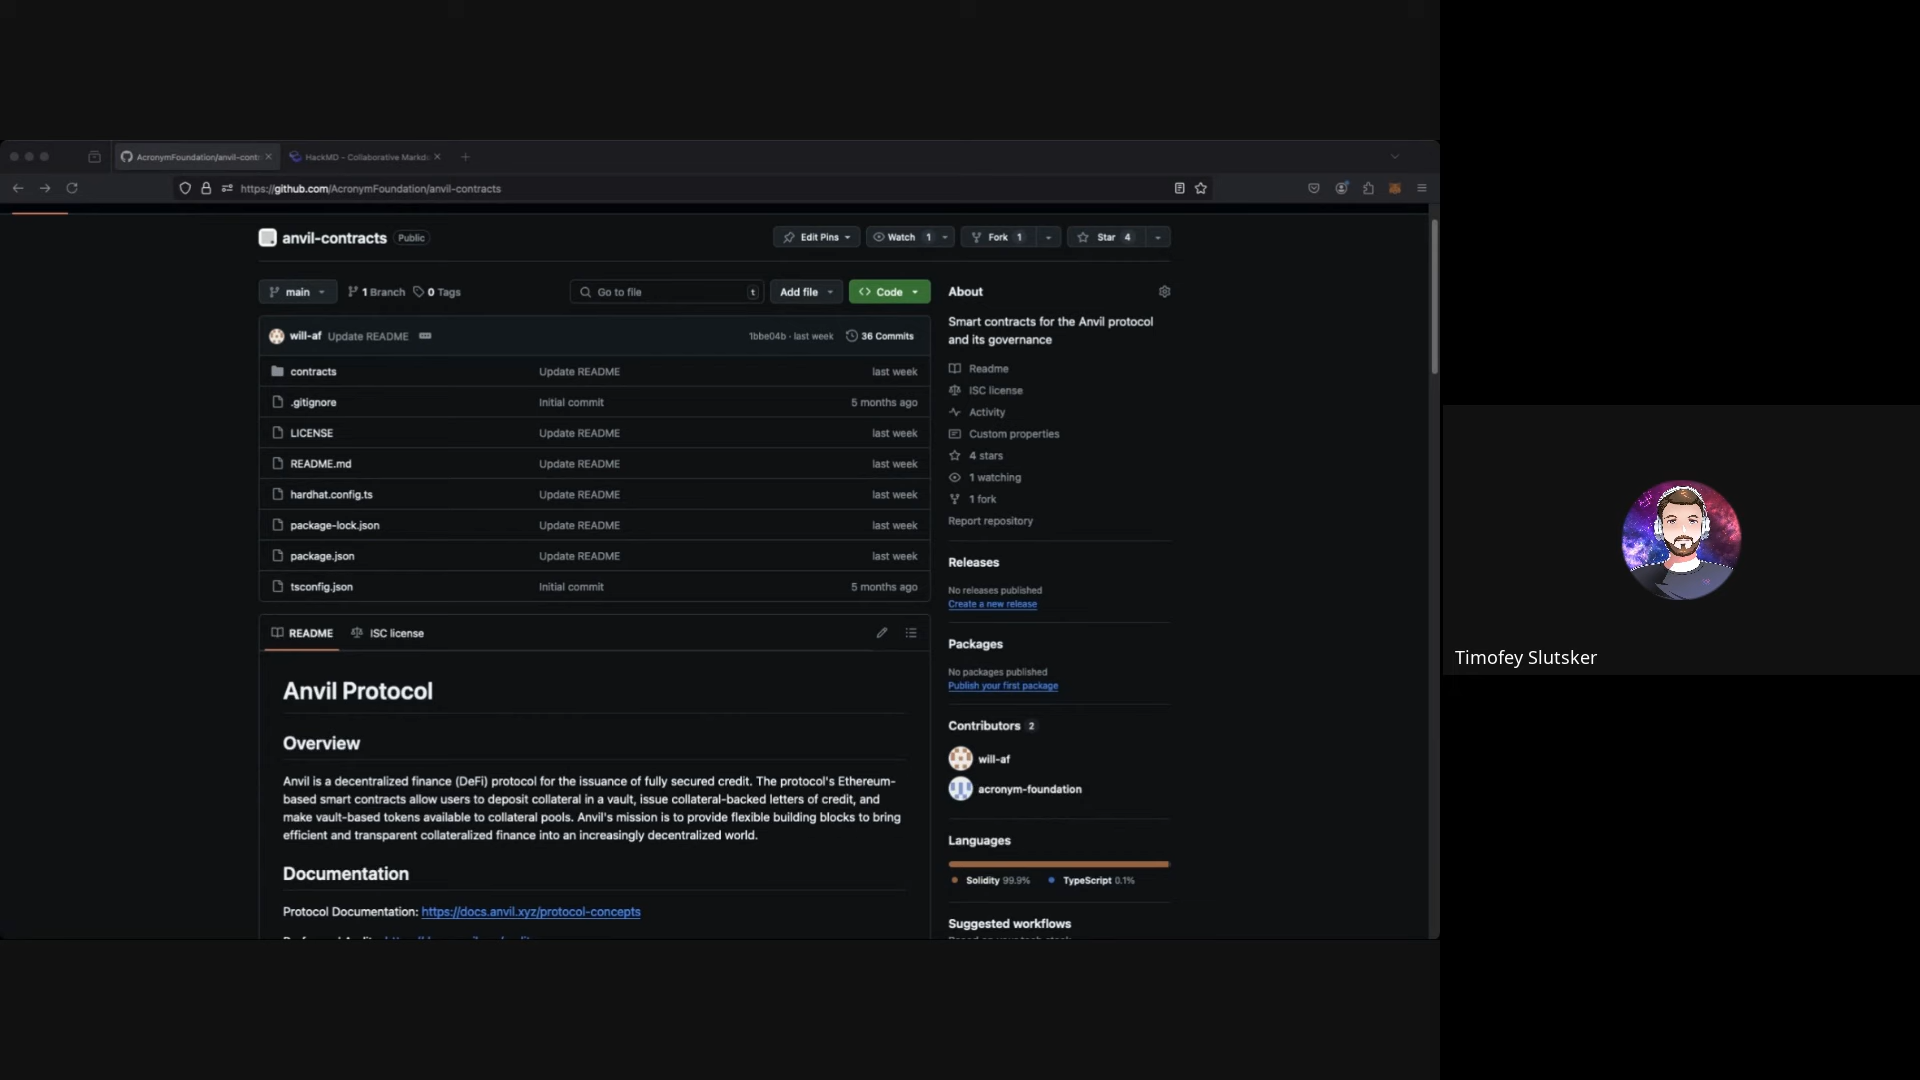 AcronymFoundation/anvil-cont
HackMD - Collaborative Markd
https://github.com/AcronymFoundation/anvil-contracts
anvil-contracts Public
Edit Pins Watch 1 Fork 1 Star 4
main 1 Branch 0 Tags Go to file t Add file Code
will-af Update README 1bbe04b · last week 36 Commits
contracts Update README last week
.gitignore Initial commit 5 months ago
LICENSE Update README last week
README.md Update README last week
hardhat.config.ts Update README last week
package-lock.json Update README last week
package.json Update README last week
tsconfig.json Initial commit 5 months ago
README ISC license
Anvil Protocol
Overview
Anvil is a decentralized finance (DeFi) protocol for the issuance of fully secured credit. The protocol's Ethereum-
based smart contracts allow users to deposit collateral in a vault, issue collateral-backed letters of credit, and
make vault-based tokens available to collateral pools. Anvil's mission is to provide flexible building blocks to bring
efficient and transparent collateralized finance into an increasingly decentralized world.
Documentation
Protocol Documentation: https://docs.anvil.xyz/protocol-concepts
About
Smart contracts for the Anvil protocol
and its governance
Readme
ISC license
Activity
Custom properties
4 stars
1 watching
1 fork
Report repository
Releases
No releases published
Create a new release
Packages
No packages published
Publish your first package
Contributors 2
will-af
acronym-foundation
Languages
Solidity 99.9% TypeScript 0.1%
Suggested workflows
Timofey Slutsker